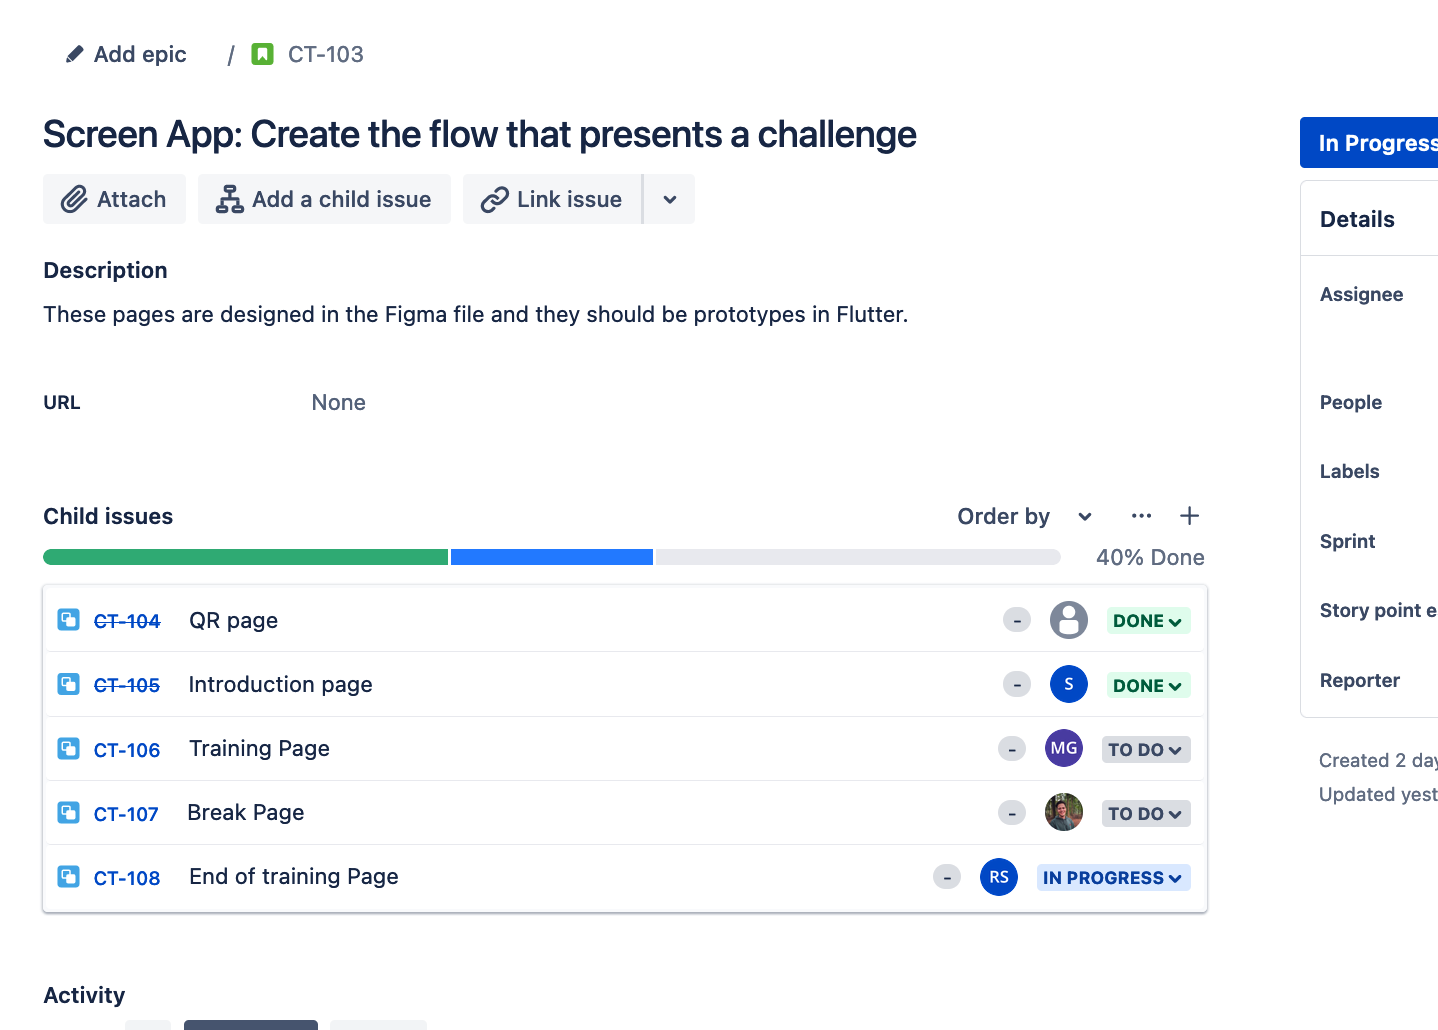 Add epic / CT-103
Screen App: Create the flow that presents a challenge
In Progress
Attach Add a child issue Link issue
Details
Description
Assignee
These pages are designed in the Figma file and they should be prototypes in Flutter.
URL None
People
Labels
Child issues Order by
Sprint
40% Done
CT-104 QR page - DONE
Story point e
CT-105 Introduction page - S DONE
Reporter
CT-106 Training Page - MG TO DO
Created 2 day
Updated yest
CT-107 Break Page - TO DO
CT-108 End of training Page - RS IN PROGRESS
Activity